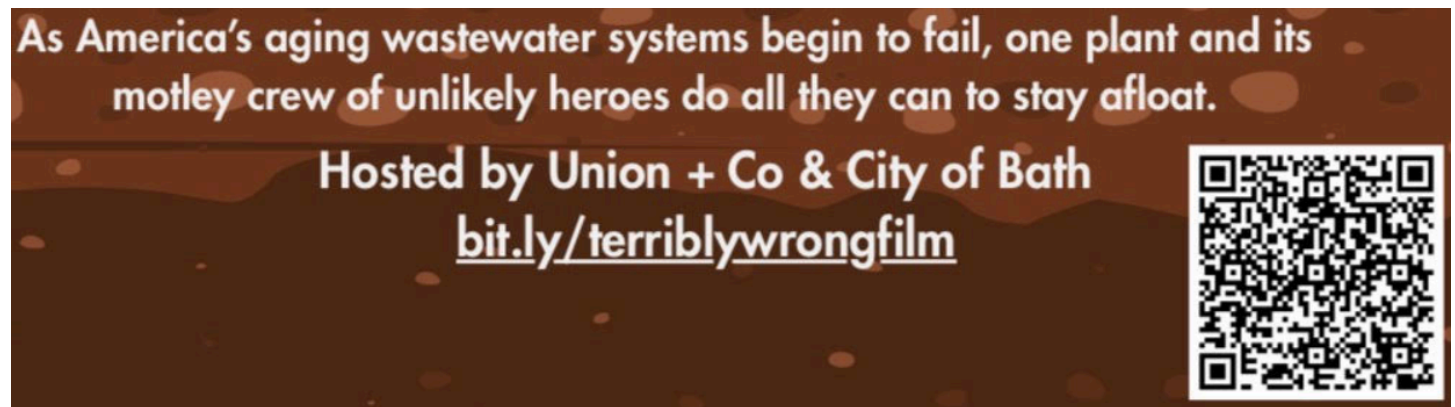 As America's aging wastewater systems begin to fail, one plant and its
motley crew of unlikely heroes do all they can to stay afloat.
Hosted by Union + Co & City of Bath
bit.ly/terriblywrongfilm